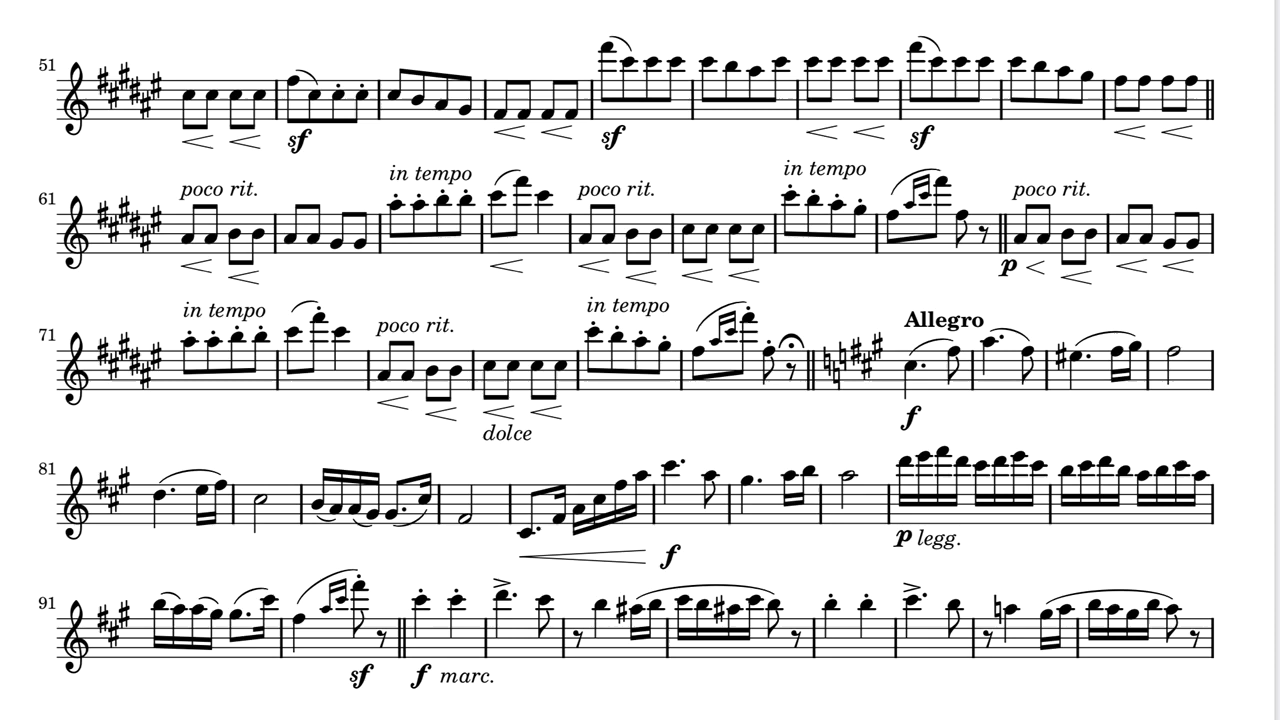 51
sf sf sf
poco rit. in tempo poco rit. in tempo poco rit.
61
p
in tempo poco rit. in tempo Allegro
71
dolce f
81
f p legg.
91
sf f marc.